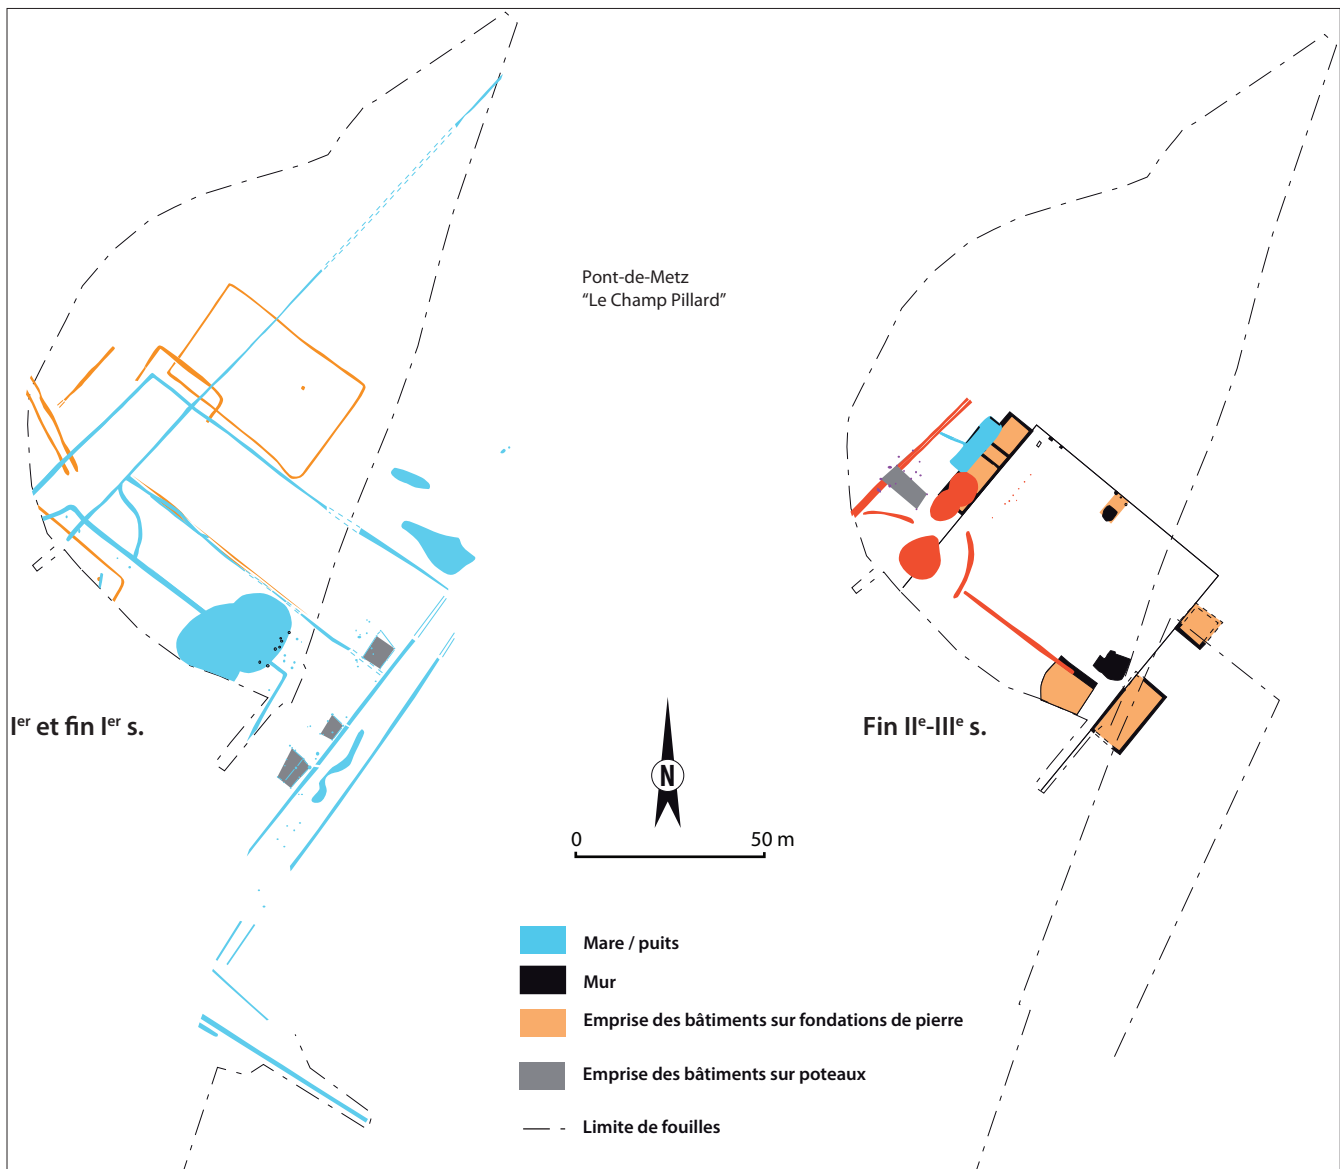 Pont-de-Metz
“Le Champ Pillard”
Iᵉʳ et fin Iᵉʳ s.
Fin IIᵉ-IIIᵉ s.
N
0 50 m
Mare / puits
Mur
Emprise des bâtiments sur fondations de pierre
Emprise des bâtiments sur poteaux
Limite de fouilles